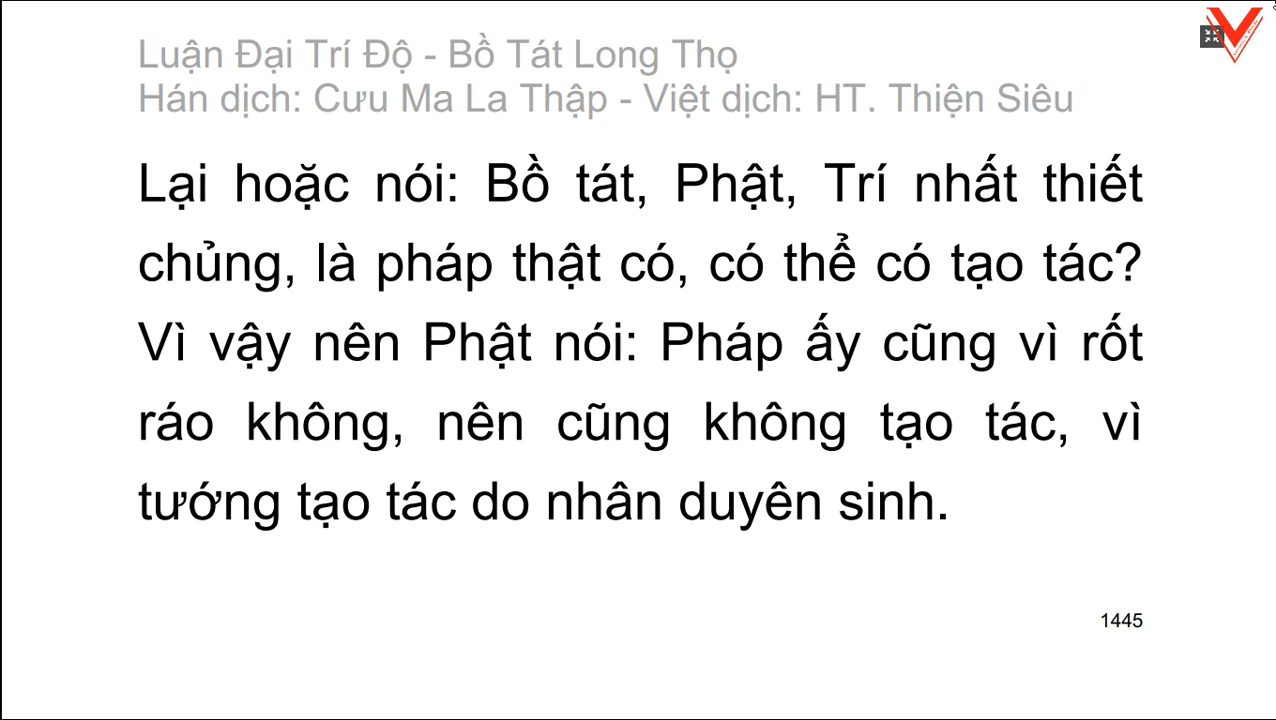 Luận Đại Trí Độ - Bồ Tát Long Thọ
Hán dịch: Cưu Ma La Thập - Việt dịch: HT. Thiện Siêu
Lại hoặc nói: Bồ tát, Phật, Trí nhất thiết
chủng, là pháp thật có, có thể có tạo tác?
Vì vậy nên Phật nói: Pháp ấy cũng vì rốt
ráo không, nên cũng không tạo tác, vì
tướng tạo tác do nhân duyên sinh.
1445